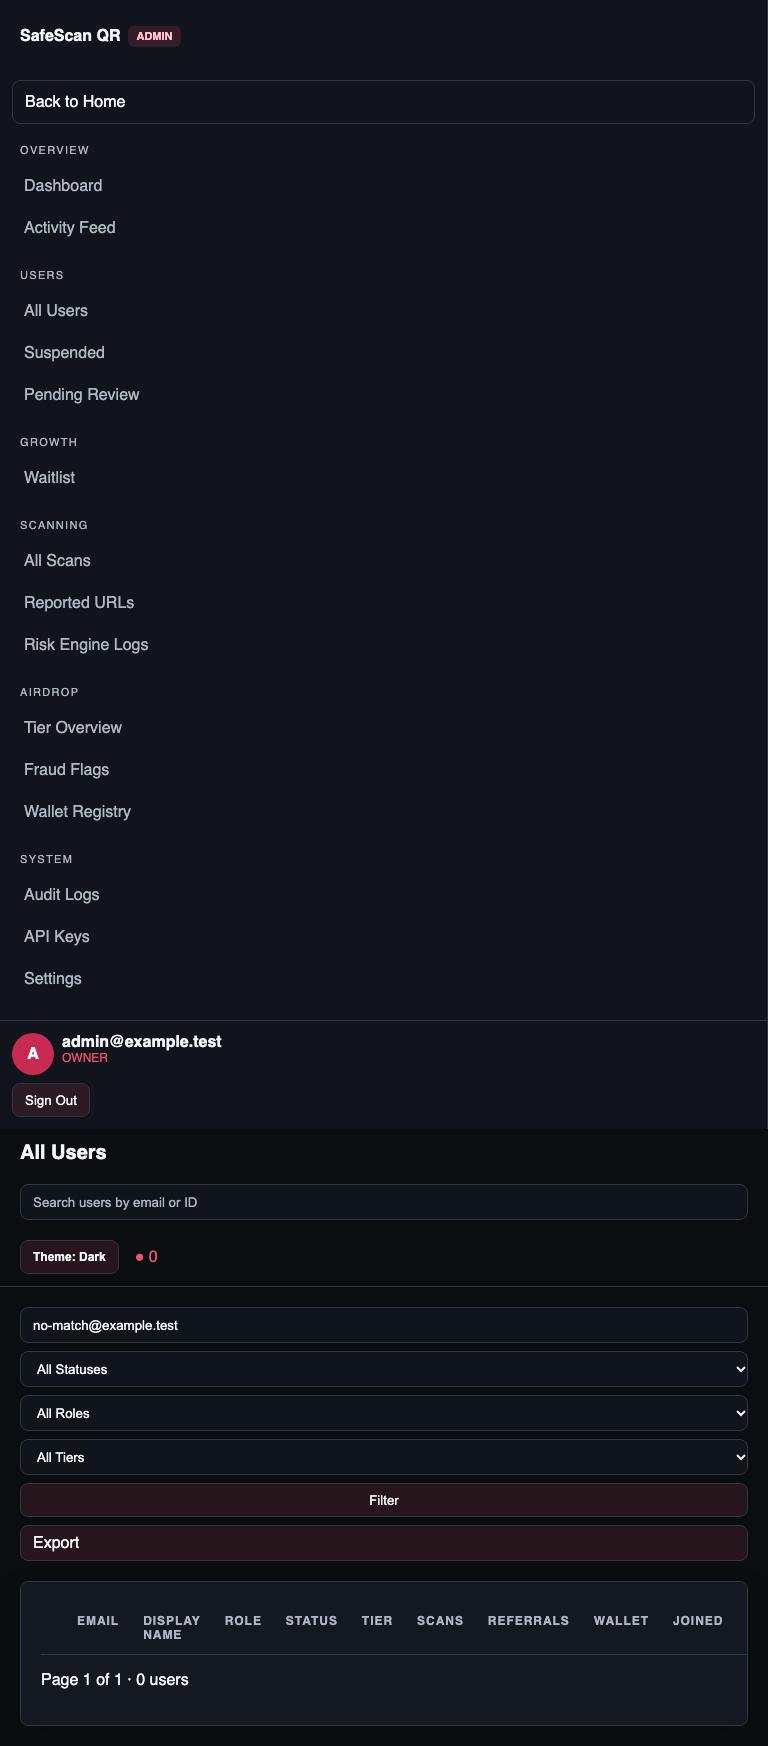 SafeScan QR ADMIN
Back to Home
OVERVIEW
Dashboard
Activity Feed
USERS
All Users
Suspended
Pending Review
GROWTH
Waitlist
SCANNING
All Scans
Reported URLs
Risk Engine Logs
AIRDROP
Tier Overview
Fraud Flags
Wallet Registry
SYSTEM
Audit Logs
API Keys
Settings
A
admin@example.test
OWNER
Sign Out
All Users
Search users by email or ID
Theme: Dark ● 0
no-match@example.test
All Statuses
All Roles
All Tiers
Filter
Export
EMAIL DISPLAY NAME ROLE STATUS TIER SCANS REFERRALS WALLET JOINED
Page 1 of 1 · 0 users